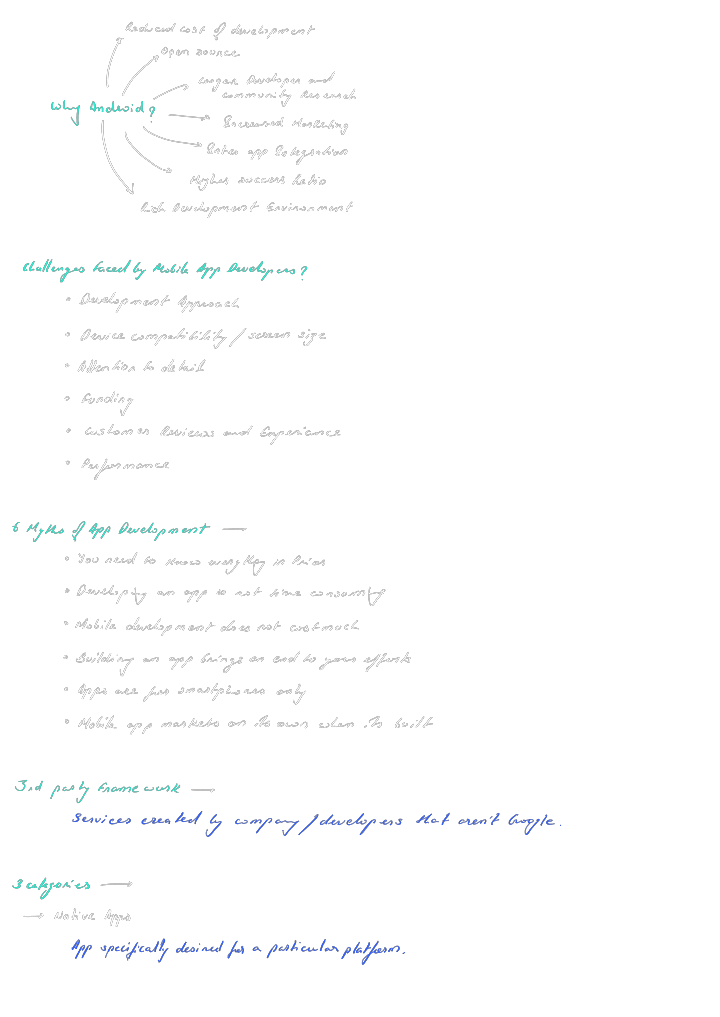 Reduced cost of development
Open source
Larger Developer and
community Research
Why Android?
Increased Marketing
Inter app Integration
Higher success Ratio
Rich Development Environment
Challenges faced by Mobile App Developers?
• Development Approach
• Device compatibility / screen size
• Attention to detail
• Funding
• Customer Reviews and Experience
• Performance
6 Myths of App Development —
• You need to know everything in Prior
• Developing an app is not time consuming
• Mobile development does not cost much
• Building an app brings an end to your efforts
• Apps are for smartphones only
• Mobile app markets on its own when its built
3rd party Framework —
Services created by company / developers that aren't Google.
3 categories →
→ Native Apps
App specifically desired for a particular platform.